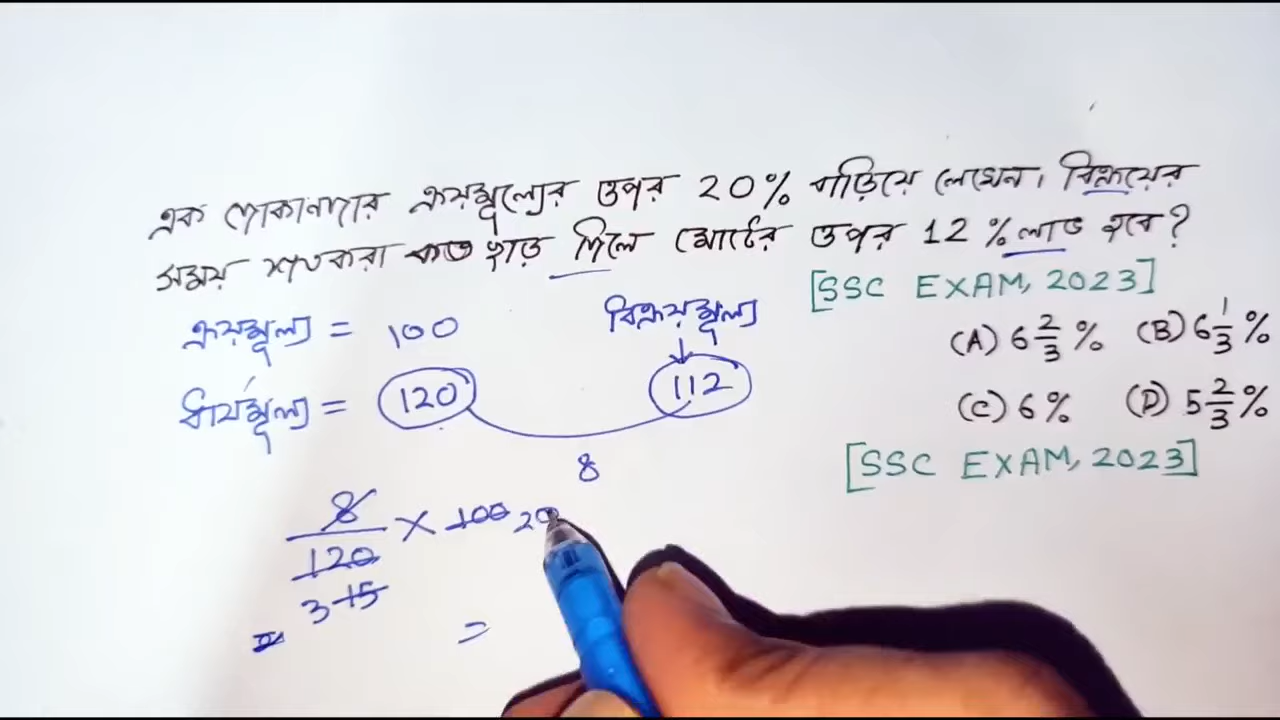 এক দোকানদার ক্রয়মূল্যের ওপর 20% বাড়িয়ে লেখেন। বিক্রয়ের
সময় শতকরা কত ছাড় দিলে মোটের ওপর 12% লাভ হবে?
[SSC EXAM, 2023]
ক্রয়মূল্য = 100
বিক্রয়মূল্য
(A) 6 2/3 % (B) 6 1/3 %
ধার্যমূল্য = 120 112
(C) 6% (D) 5 2/3 %
8
[SSC EXAM, 2023]
8/120 × 100 20
3 15
= =